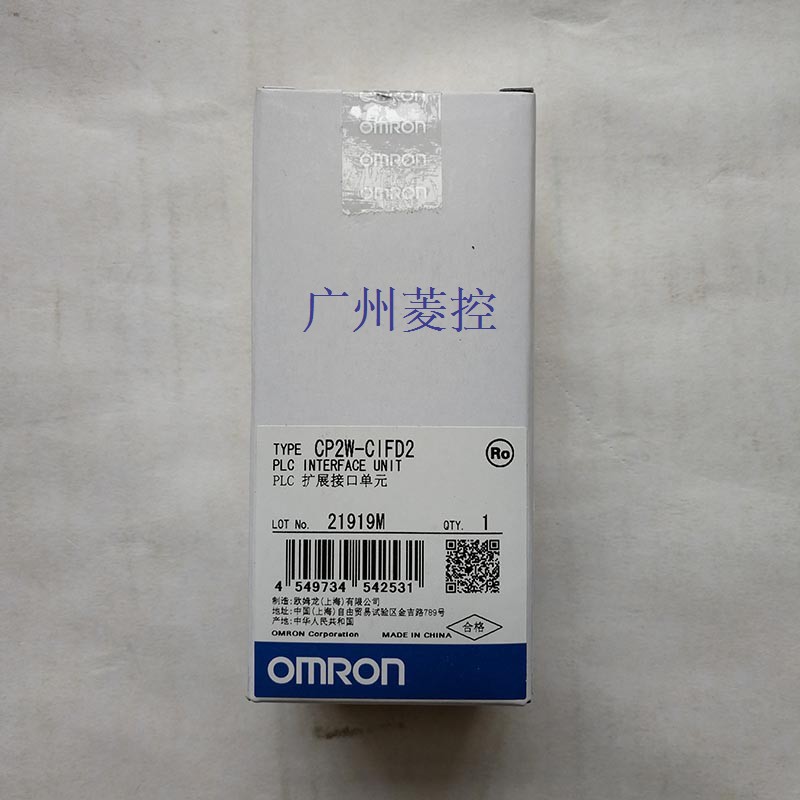 OMRON
OMRON
OMRON
OMRON
广州菱控
TYPE CP2W-CIFD2
PLC INTERFACE UNIT
PLC 扩展接口单元
Ro
LOT No. 21919M QTY. 1
4 549734 542531
制造:欧姆龙(上海)有限公司
地址:中国(上海)自由贸易试验区金吉路789号
产地:中华人民共和国
合格
OMRON Corporation MADE IN CHINA
OMRON